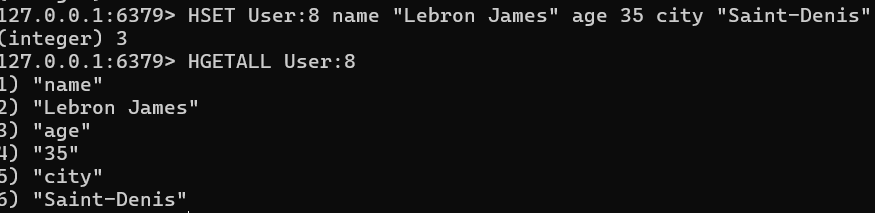 127.0.0.1:6379> HSET User:8 name "Lebron James" age 35 city "Saint-Denis"
(integer) 3
127.0.0.1:6379> HGETALL User:8
1) "name"
2) "Lebron James"
3) "age"
4) "35"
5) "city"
6) "Saint-Denis"